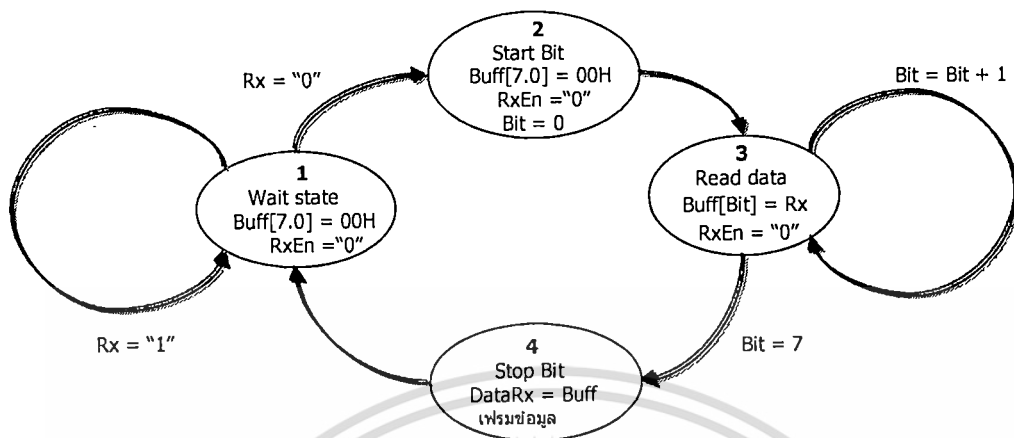 2
Start Bit
Buff[7.0] = 00H
RxEn ="0"
Bit = 0
Rx = "0"
Bit = Bit + 1
1
Wait state
Buff[7.0] = 00H
RxEn ="0"
3
Read data
Buff[Bit] = Rx
RxEn = "0"
Rx = "1"
Bit = 7
4
Stop Bit
DataRx = Buff
เฟรมข้อมูล